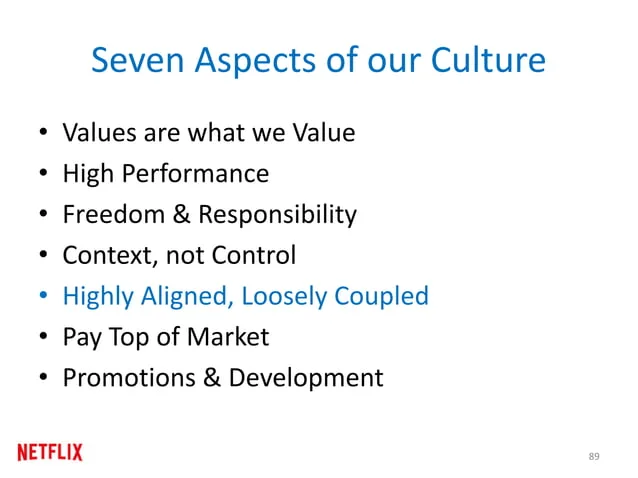 Seven Aspects of our Culture
• Values are what we Value
• High Performance
• Freedom & Responsibility
• Context, not Control
• Highly Aligned, Loosely Coupled
• Pay Top of Market
• Promotions & Development
NETFLIX
89